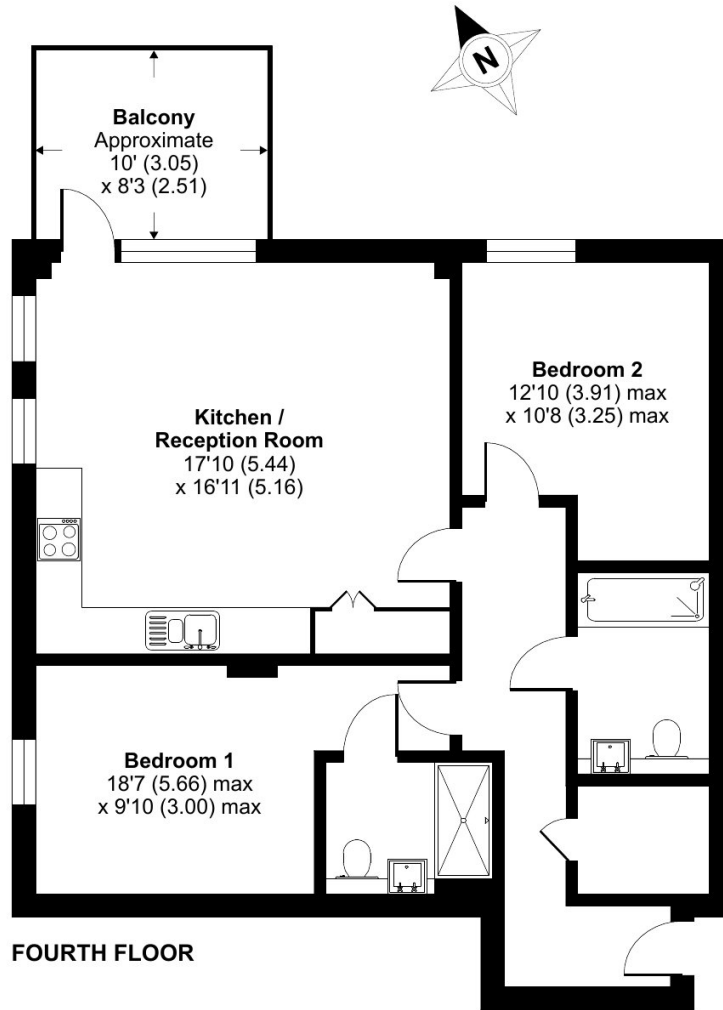 N
Balcony
Approximate
10' (3.05)
x 8'3 (2.51)
Bedroom 2
12'10 (3.91) max
x 10'8 (3.25) max
Kitchen /
Reception Room
17'10 (5.44)
x 16'11 (5.16)
Bedroom 1
18'7 (5.66) max
x 9'10 (3.00) max
FOURTH FLOOR